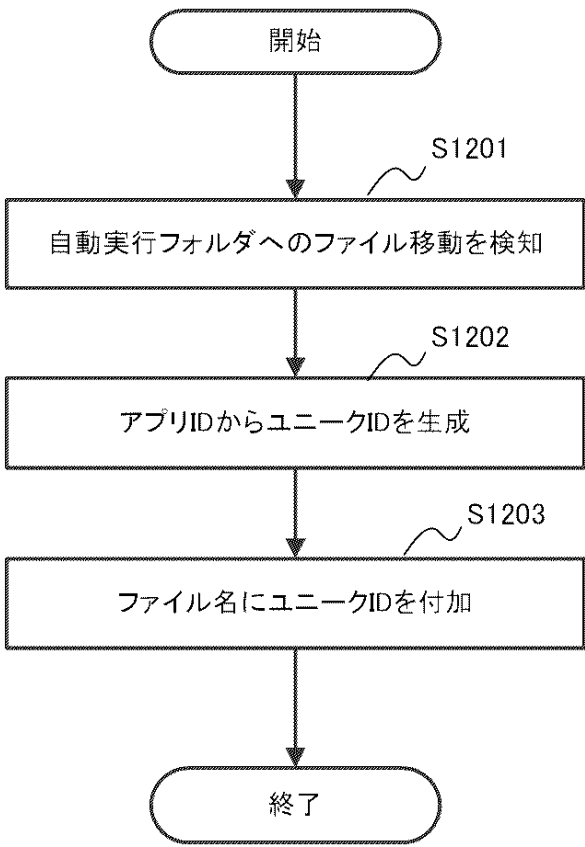 開始
S1201
自動実行フォルダへのファイル移動を検知
S1202
アプリIDからユニークIDを生成
S1203
ファイル名にユニークIDを付加
終了